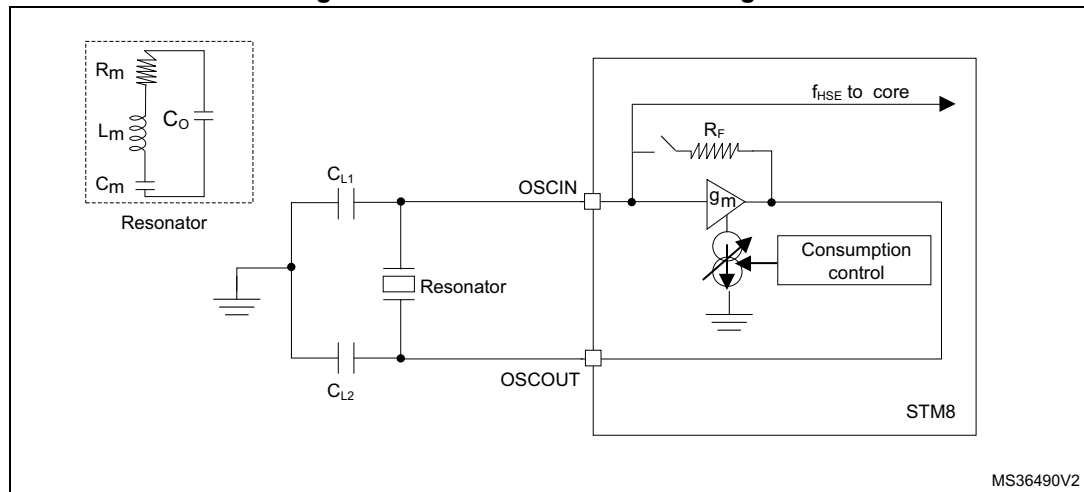 Rm
Lm
Cm
CO
Resonator
CL1
CL2
Resonator
OSCIN
OSCOUT
fHSE to core
RF
gm
Consumption
control
STM8
MS36490V2